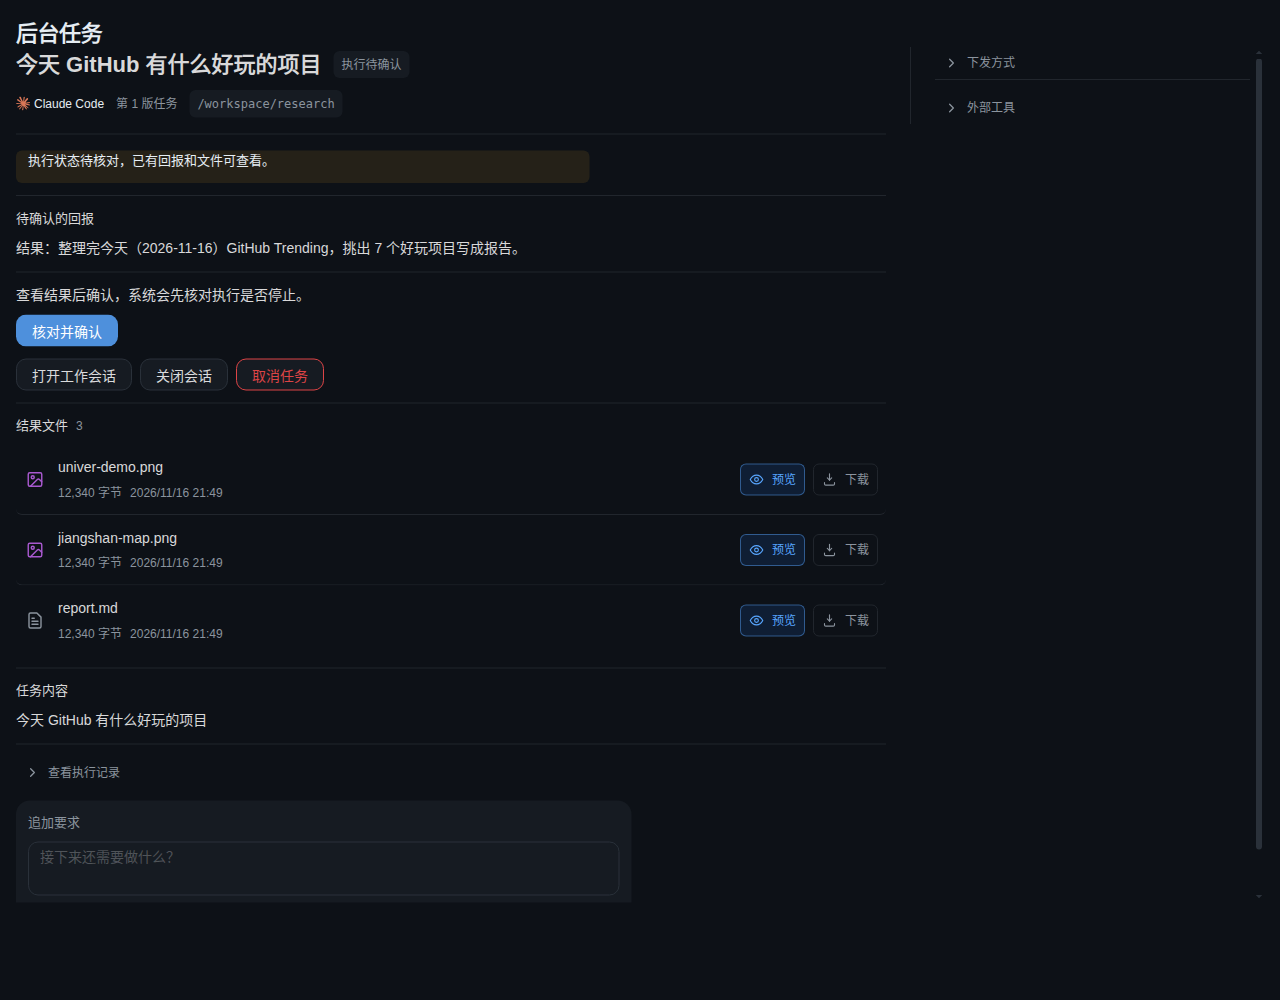 后台任务
今天 GitHub 有什么好玩的项目 执行待确认
Claude Code 第 1 版任务 /workspace/research
执行状态待核对，已有回报和文件可查看。
待确认的回报
结果：整理完今天（2026-11-16）GitHub Trending，挑出 7 个好玩项目写成报告。
查看结果后确认，系统会先核对执行是否停止。
核对并确认
打开工作会话 关闭会话 取消任务
结果文件 3
univer-demo.png
12,340 字节 2026/11/16 21:49
预览 下载
jiangshan-map.png
12,340 字节 2026/11/16 21:49
预览 下载
report.md
12,340 字节 2026/11/16 21:49
预览 下载
任务内容
今天 GitHub 有什么好玩的项目
查看执行记录
追加要求
接下来还需要做什么？
下发方式
外部工具